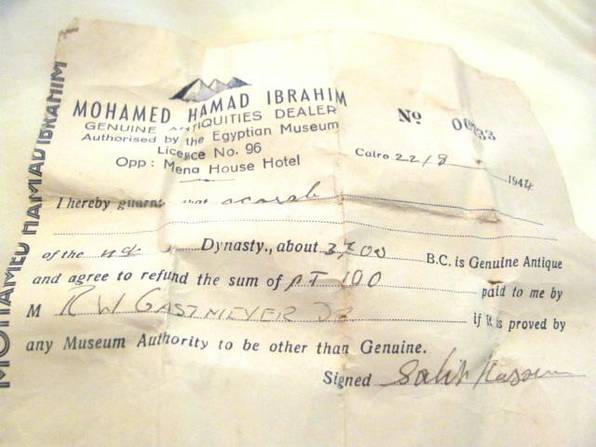 MOHAMED HAMAD IBRAHIM
MOHAMED HAMAD IBRAHIM
GENUINE ANTIQUITIES DEALER
Authorised by the Egyptian Museum
Licence No. 96
Opp: Mena House Hotel
Nº
Cairo 22/8 1944
I hereby that a carab
of the Dynasty., about 3700 B.C. is Genuine Antique
and agree to refund the sum of PT 100 paid to me by
M R W GASTMEYER JR if it is proved by
any Museum Authority to be other than Genuine.
Signed